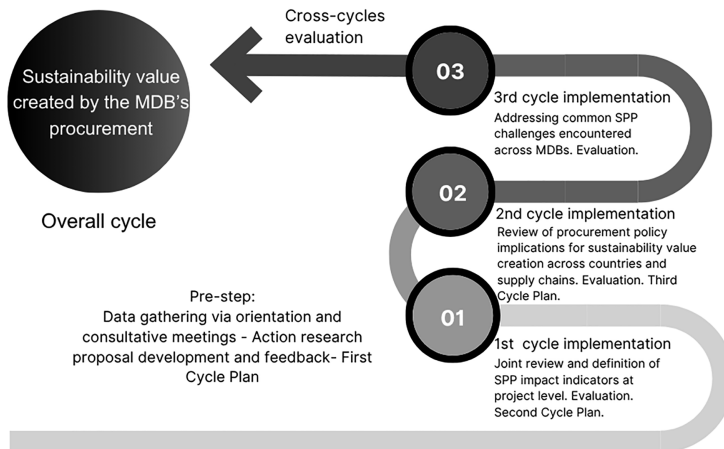 Cross-cycles
evaluation
Sustainability value
created by the MDB's
procurement
Overall cycle
03
3rd cycle implementation
Addressing common SPP
challenges encountered
across MDBs. Evaluation.
02
2nd cycle implementation
Review of procurement policy
implications for sustainability value
creation across countries and
supply chains. Evaluation. Third
Cycle Plan.
Pre-step:
Data gathering via orientation and
consultative meetings - Action research
proposal development and feedback- First
Cycle Plan
01
1st cycle implementation
Joint review and definition of
SPP impact indicators at
project level. Evaluation.
Second Cycle Plan.